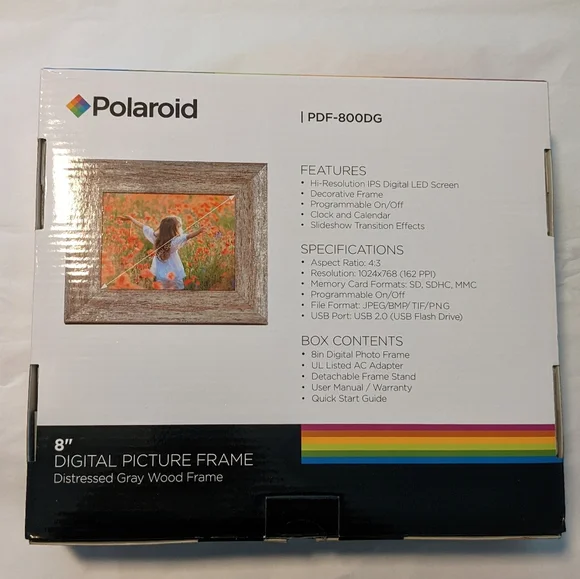 Polaroid
| PDF-800DG
FEATURES
• Hi-Resolution IPS Digital LED Screen
• Decorative Frame
• Programmable On/Off
• Clock and Calendar
• Slideshow Transition Effects
SPECIFICATIONS
• Aspect Ratio: 4:3
• Resolution: 1024x768 (162 PPI)
• Memory Card Formats: SD, SDHC, MMC
• Programmable On/Off
• File Format: JPEG/BMP/TIF/PNG
• USB Port: USB 2.0 (USB Flash Drive)
BOX CONTENTS
• 8in Digital Photo Frame
• UL Listed AC Adapter
• Detachable Frame Stand
• User Manual / Warranty
• Quick Start Guide
8"
DIGITAL PICTURE FRAME
Distressed Gray Wood Frame